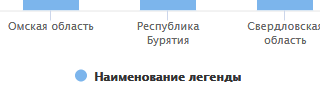 Омская область
Республика
Бурятия
Свердловская
область
Наименование легенды